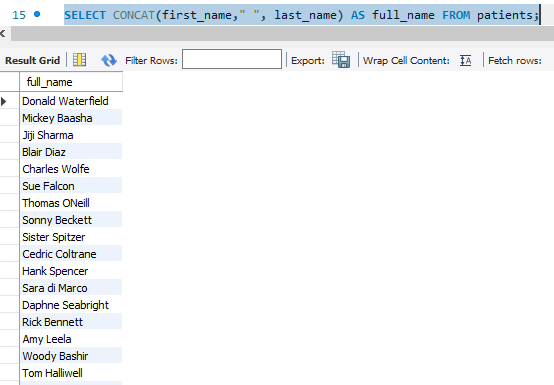 15 SELECT CONCAT(first_name," ", last_name) AS full_name FROM patients;
Result Grid Filter Rows: Export: Wrap Cell Content: IA Fetch rows:
full_name
Donald Waterfield
Mickey Baasha
Jiji Sharma
Blair Diaz
Charles Wolfe
Sue Falcon
Thomas ONeill
Sonny Beckett
Sister Spitzer
Cedric Coltrane
Hank Spencer
Sara di Marco
Daphne Seabright
Rick Bennett
Amy Leela
Woody Bashir
Tom Halliwell